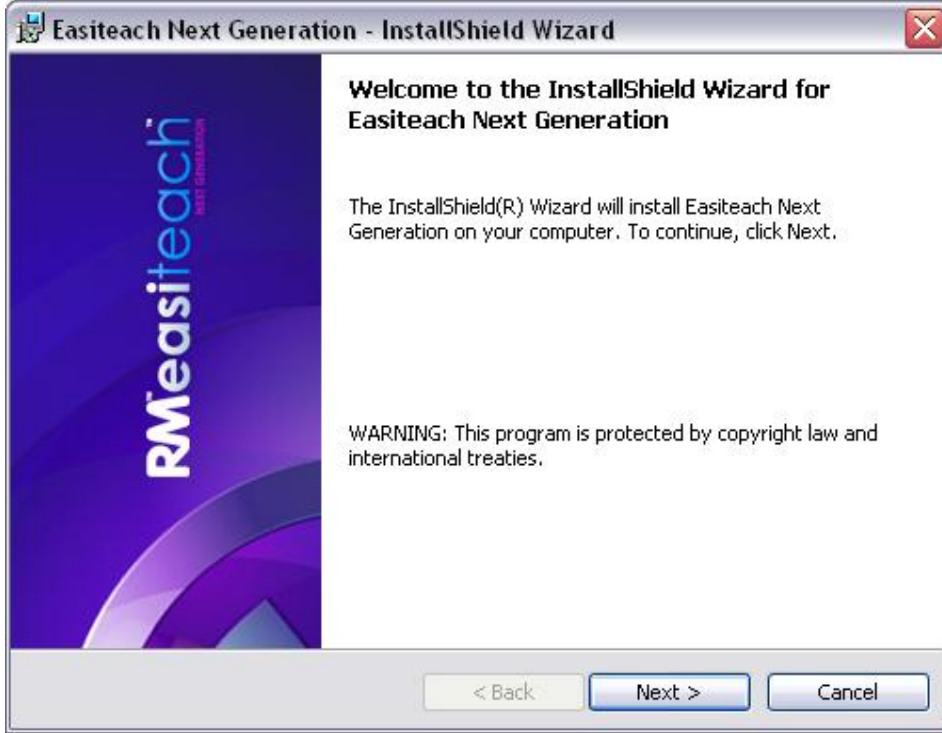 Easiteach Next Generation - InstallShield Wizard
RM easiteach
NEXT GENERATION
Welcome to the InstallShield Wizard for
Easiteach Next Generation
The InstallShield(R) Wizard will install Easiteach Next
Generation on your computer. To continue, click Next.
WARNING: This program is protected by copyright law and
international treaties.
< Back
Next >
Cancel